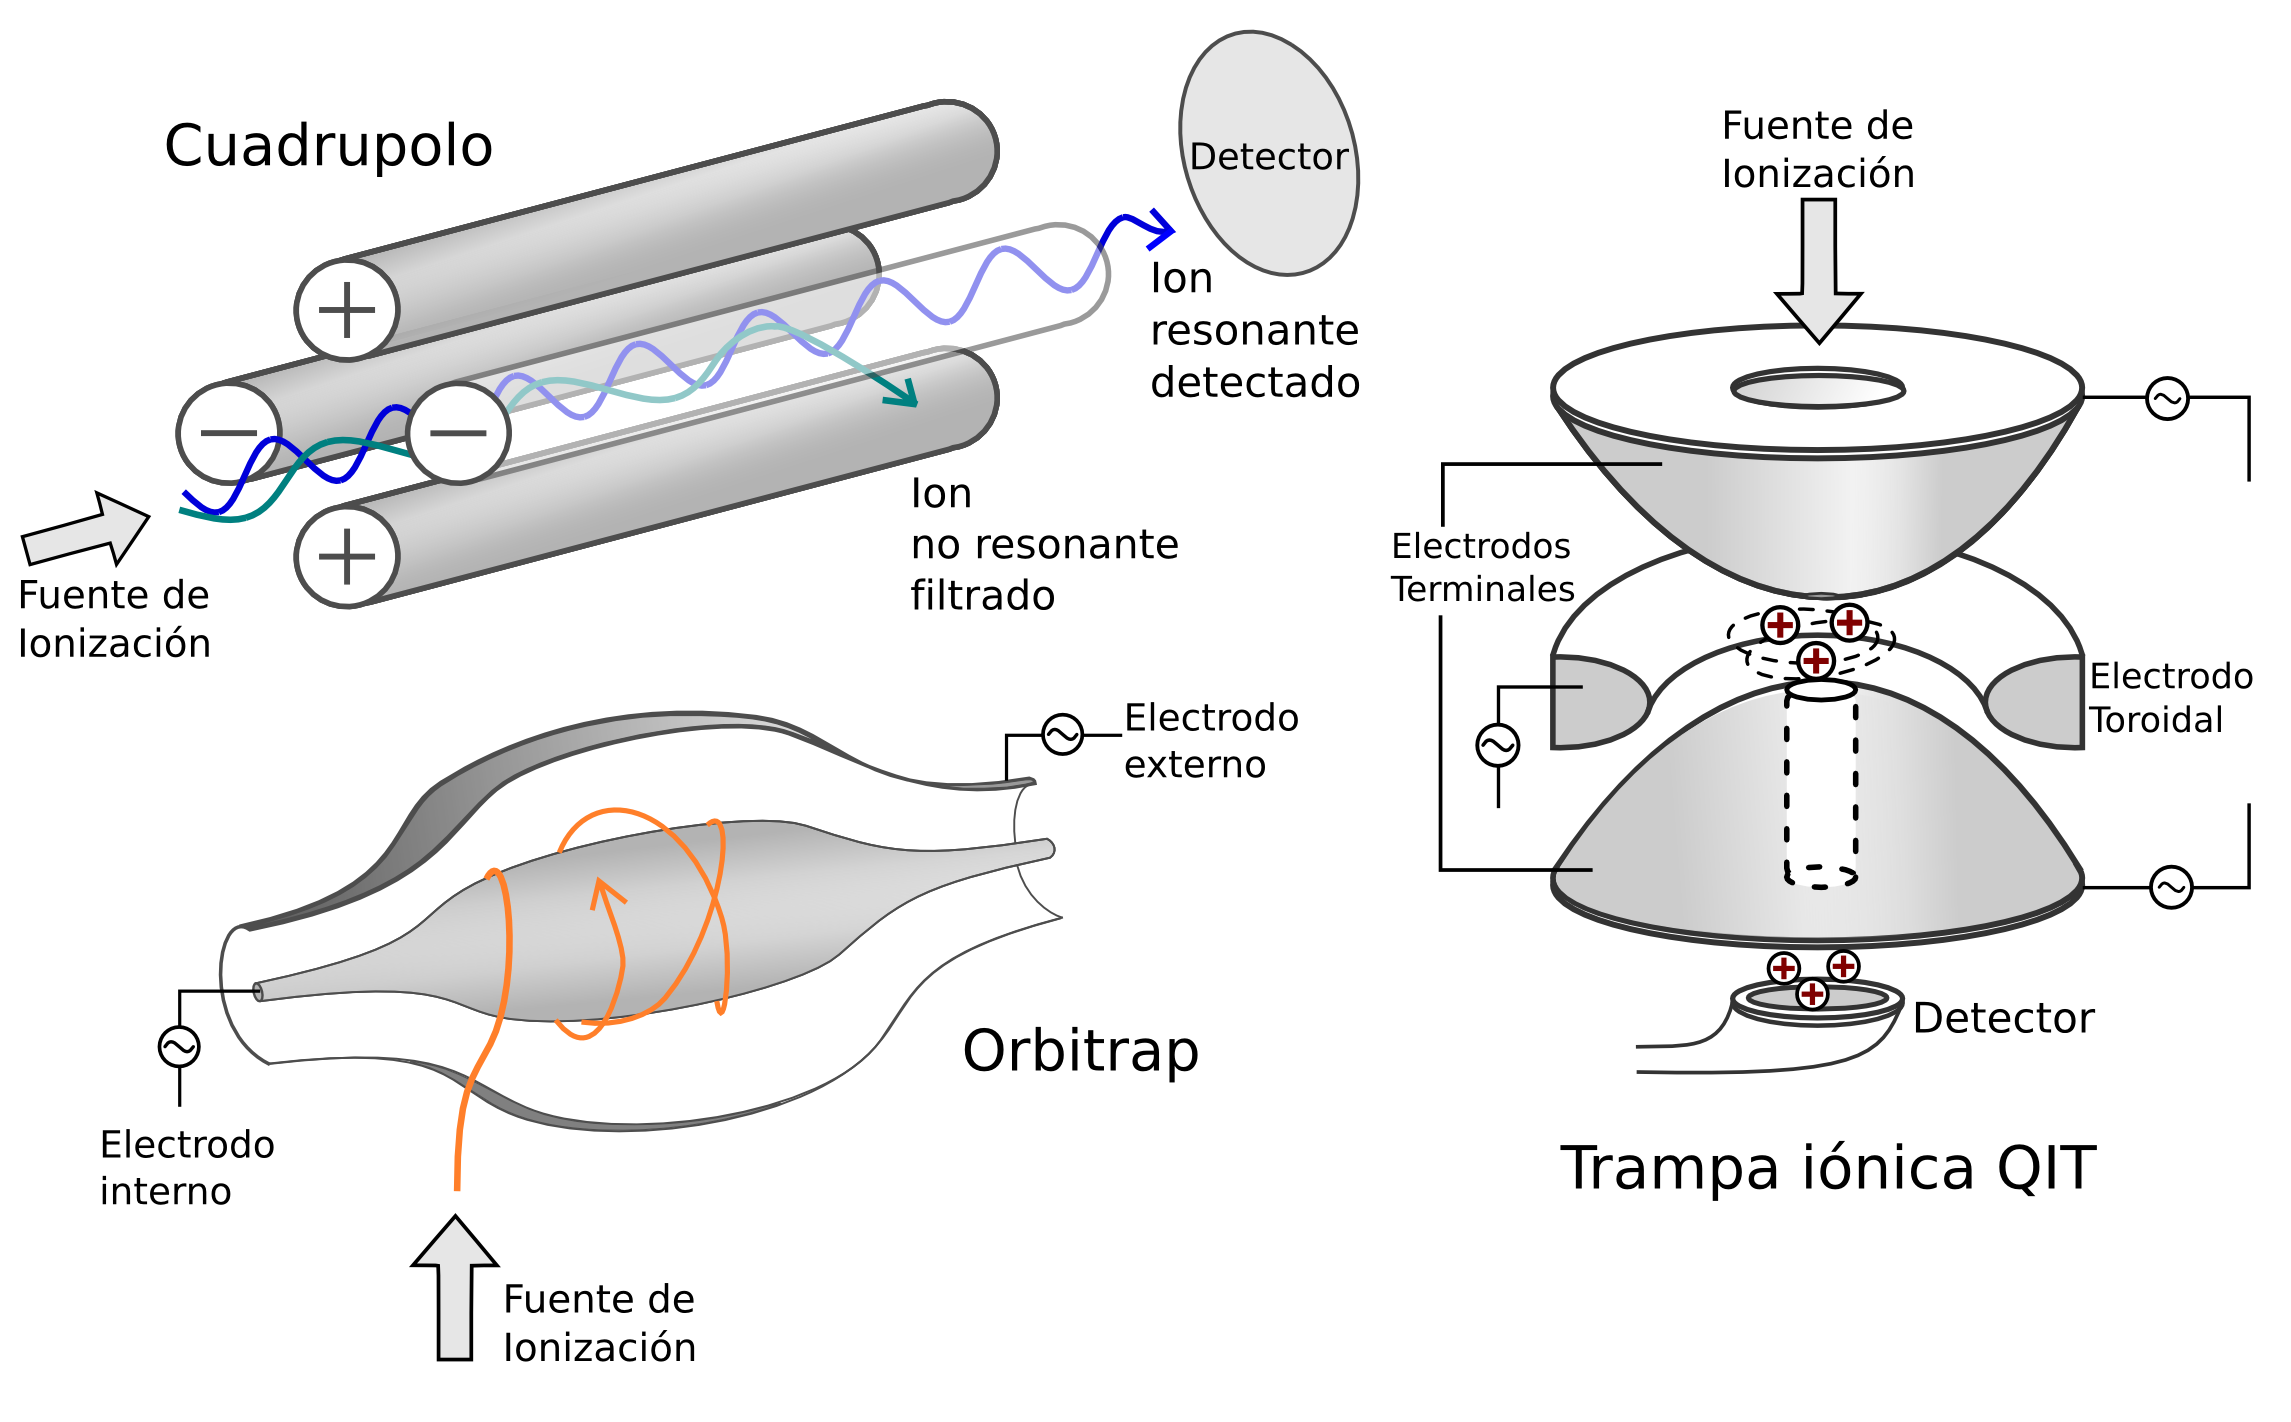 Cuadrupolo
Detector
Ion
resonante
detectado
Ion
no resonante
filtrado
Fuente de
Ionización
Electrodo
externo
Electrodo
interno
Orbitrap
Fuente de
Ionización
Fuente de
Ionización
Electrodos
Terminales
Electrodo
Toroidal
Detector
Trampa iónica QIT